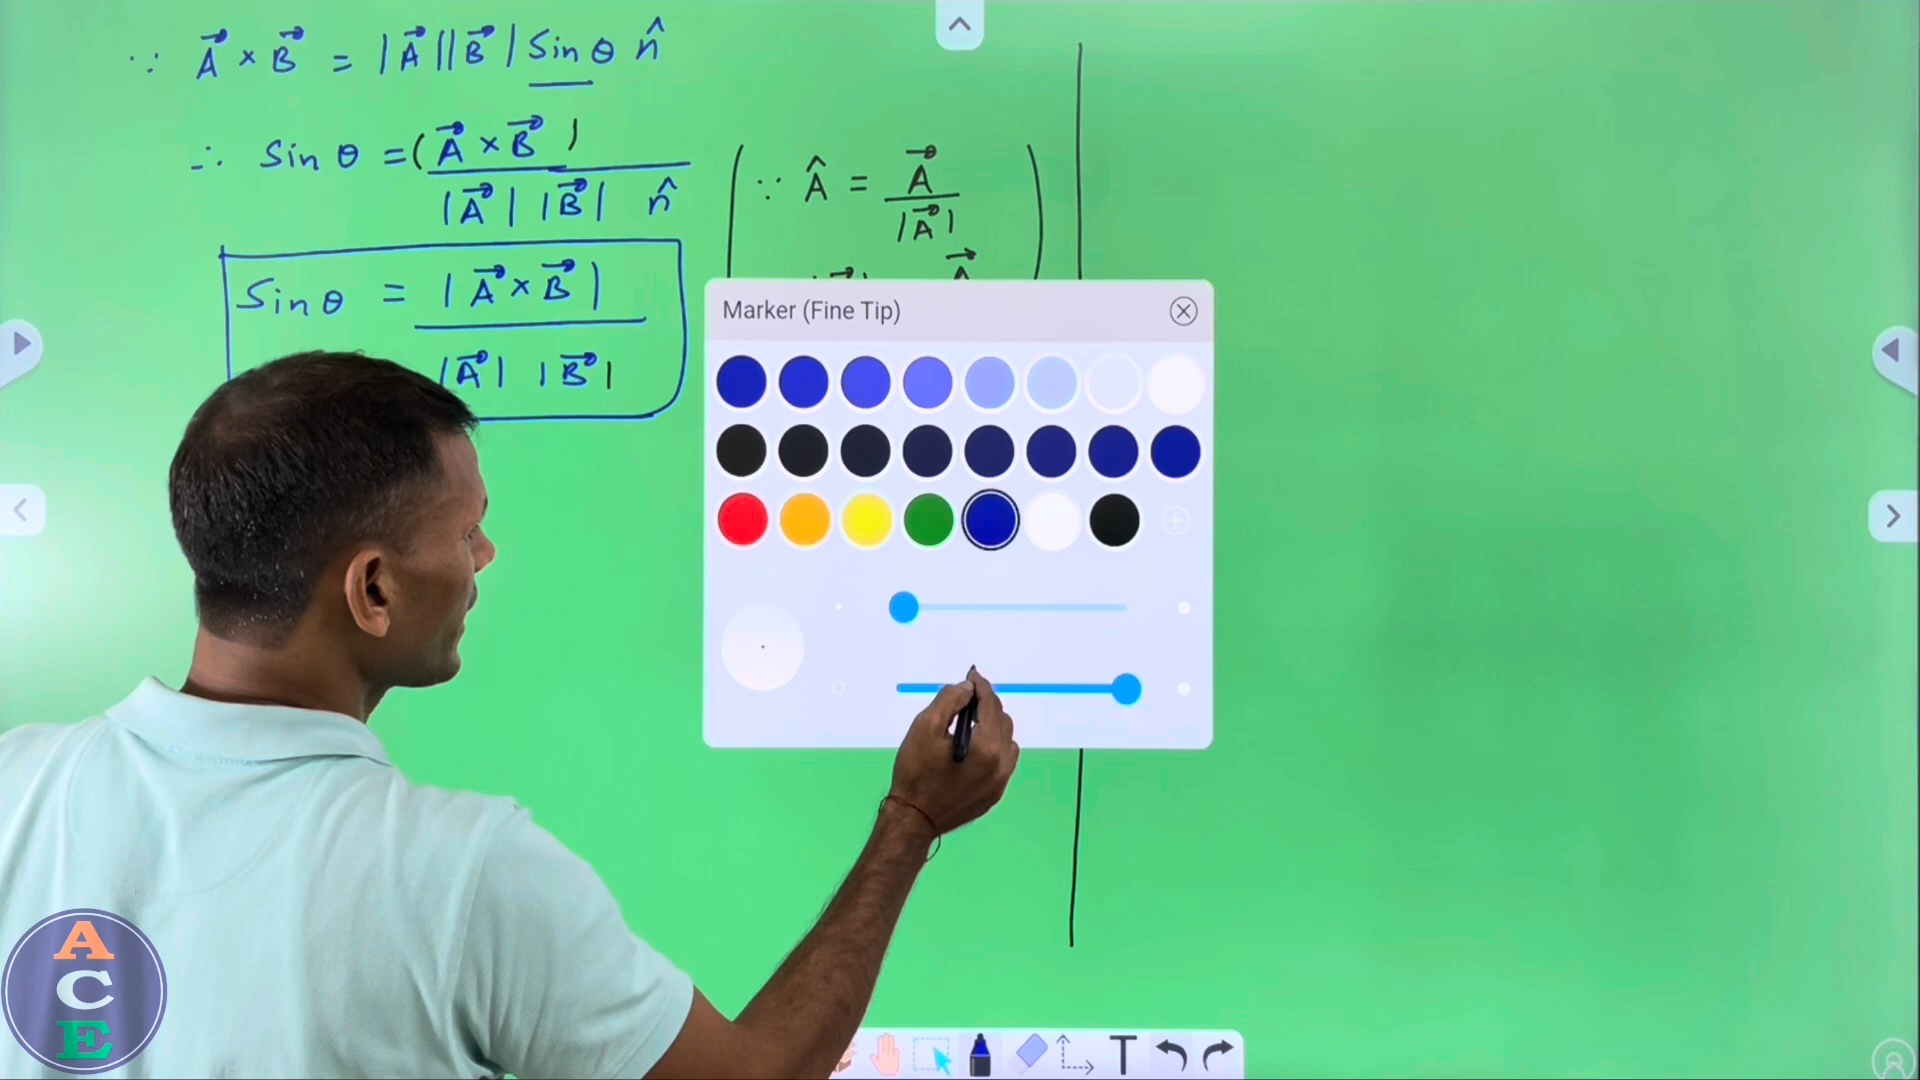 ∵ A⃗ × B⃗ = |A⃗||B⃗| Sin θ n̂
∴ Sin θ = (A⃗ × B⃗)
|A⃗| |B⃗| n̂
Sin θ = |A⃗ × B⃗|
|A⃗| |B⃗|
∵ Â = A⃗
|A⃗|
Marker (Fine Tip)
A
C
E
T